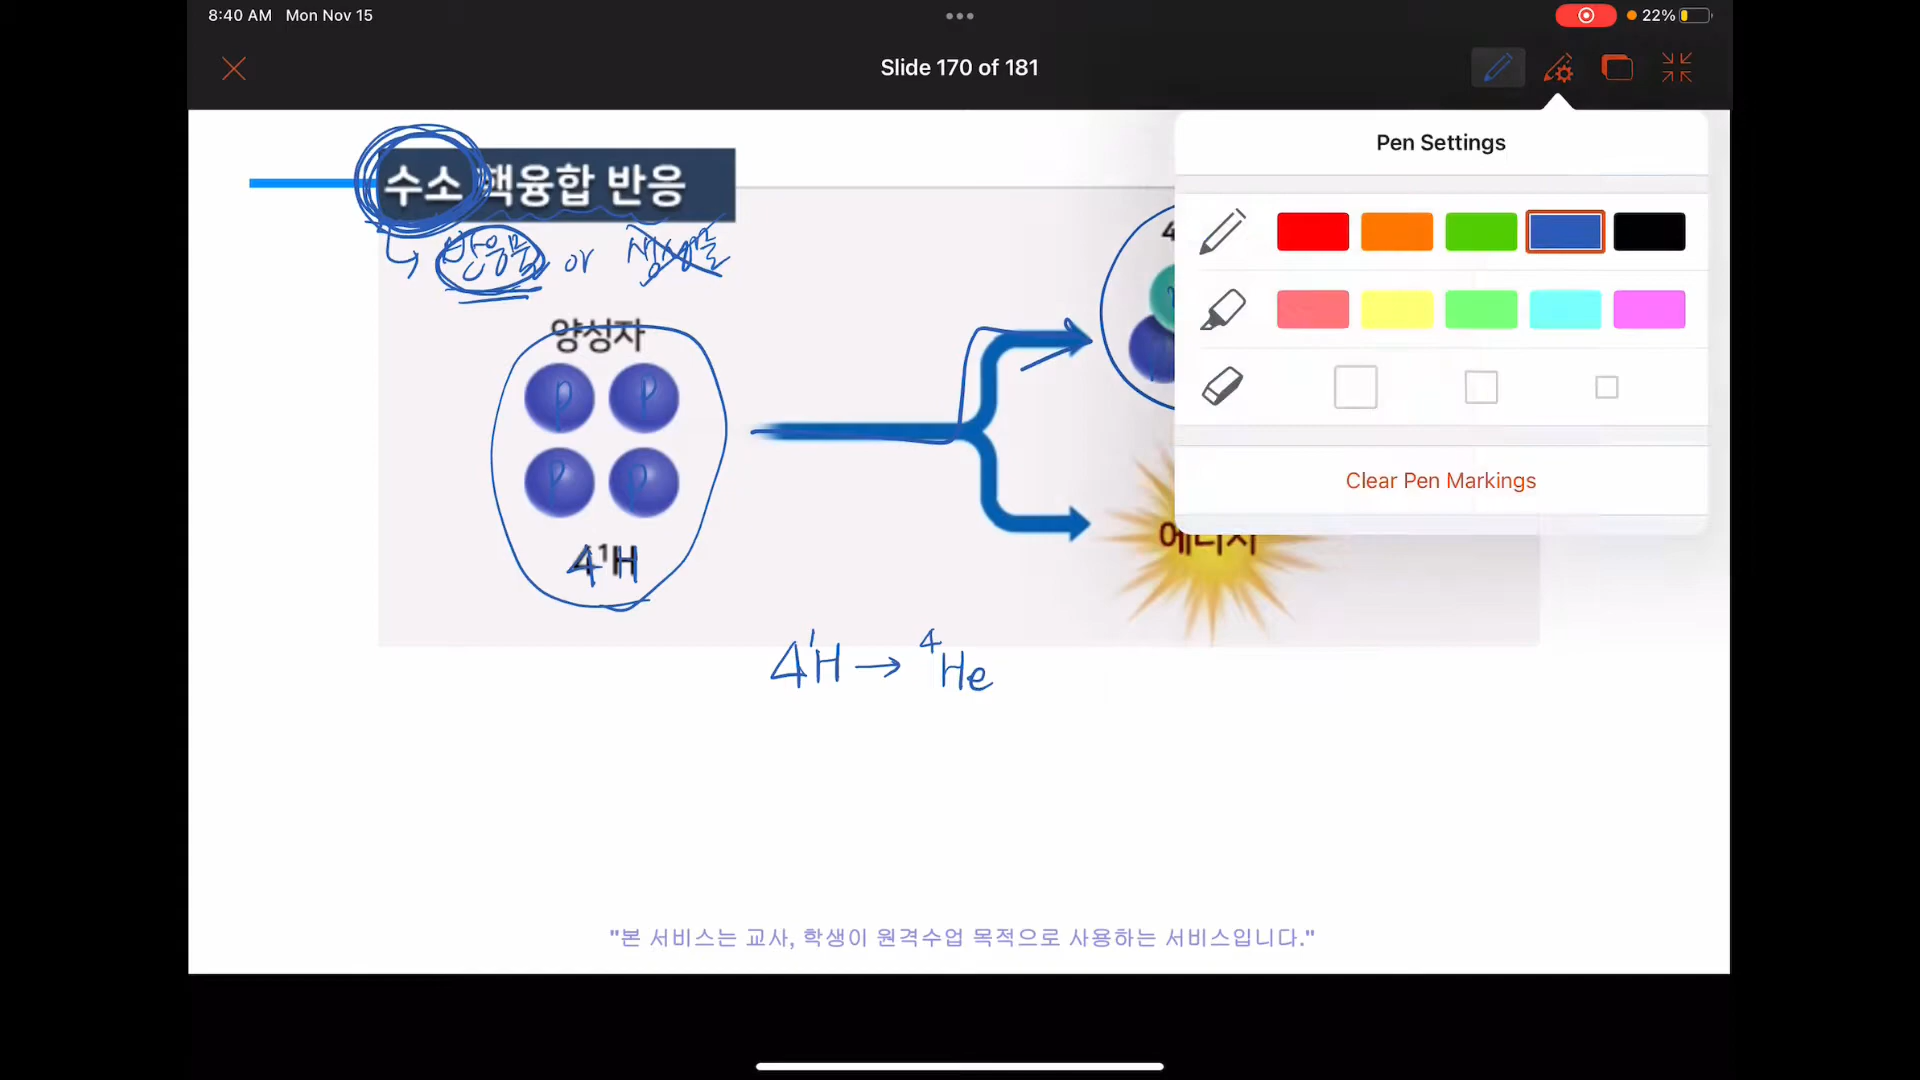 8:40 AM Mon Nov 15
22%
Slide 170 of 181
Pen Settings
수소 핵융합 반응
반응물 or 생성물
양성자
4
P P
P P
4¹H
에너지
Clear Pen Markings
4¹H → ⁴He
"본 서비스는 교사, 학생이 원격수업 목적으로 사용하는 서비스입니다."